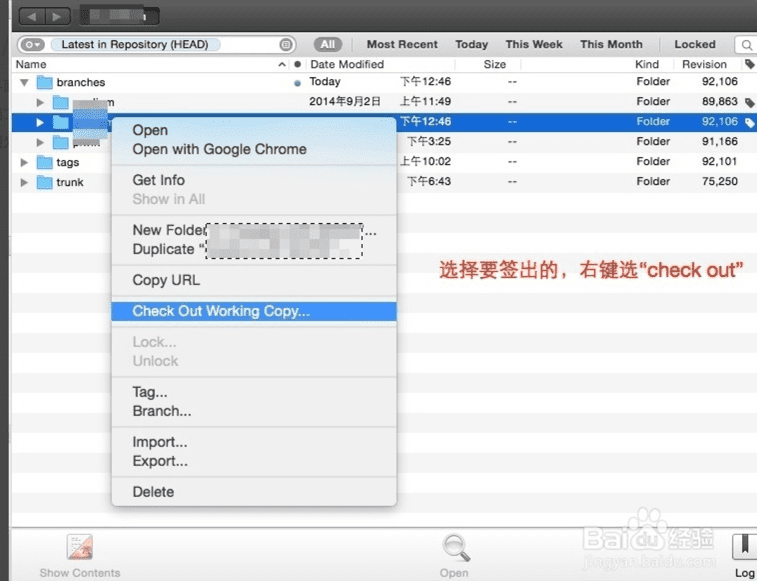 Latest in Repository (HEAD)
All
Most Recent
Today
This Week
This Month
Locked
Name
Date Modified
Size
Kind
Revision
branches
Today
下午12:46
--
Folder
92,106
2014年9月2日
上午11:49
--
Folder
89,863
下午12:46
--
Folder
92,106
下午3:25
--
Folder
91,166
tags
上午10:02
--
Folder
92,101
trunk
下午6:43
--
Folder
75,250
Open
Open with Google Chrome
Get Info
Show in All
New Folder
...
Duplicate “
Copy URL
Check Out Working Copy...
Lock...
Unlock
Tag...
Branch...
Import...
Export...
Delete
选择要签出的，右键选“check out”
Show Contents
Open
Log
Baidu经验
jingyan.baidu.com